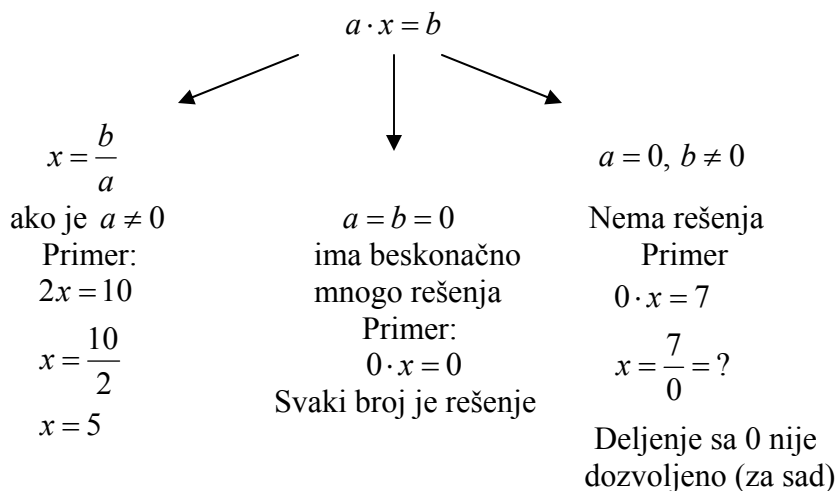 a · x = b
x = b/a
ako je a ≠ 0
Primer:
2x = 10
x = 10/2
x = 5
a = b = 0
ima beskonačno
mnogo rešenja
Primer:
0 · x = 0
Svaki broj je rešenje
a = 0, b ≠ 0
Nema rešenja
Primer
0 · x = 7
x = 7/0 = ?
Deljenje sa 0 nije
dozvoljeno (za sad)